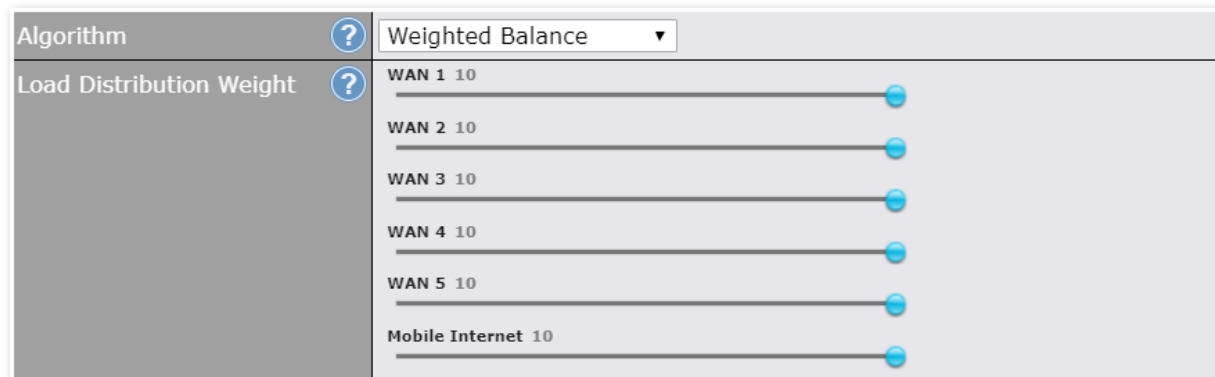 Algorithm ? Weighted Balance ▼
Load Distribution Weight ? WAN 1 10
WAN 2 10
WAN 3 10
WAN 4 10
WAN 5 10
Mobile Internet 10